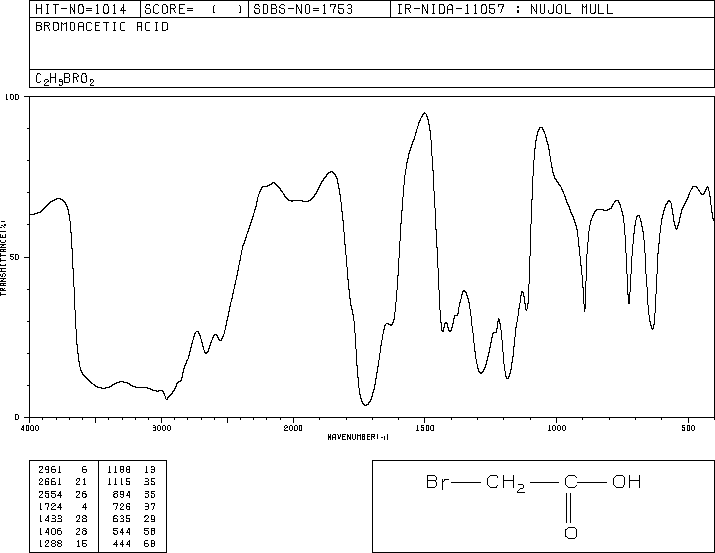 HIT-NO=1014 SCORE= ( ) SDBS-NO=1753 IR-NIDA-11057 : NUJOL MULL
BROMOACETIC ACID
C2H3BRO2
100
50
0
TRANSMITTANCE(%)
4000 3000 2000 1500 1000 500
WAVENUMBER(-1)
2961 6 1188 13
2661 21 1115 35
2554 26 894 35
1724 4 726 37
1433 28 635 29
1406 28 544 58
1288 15 444 68
Br CH2 C OH
O